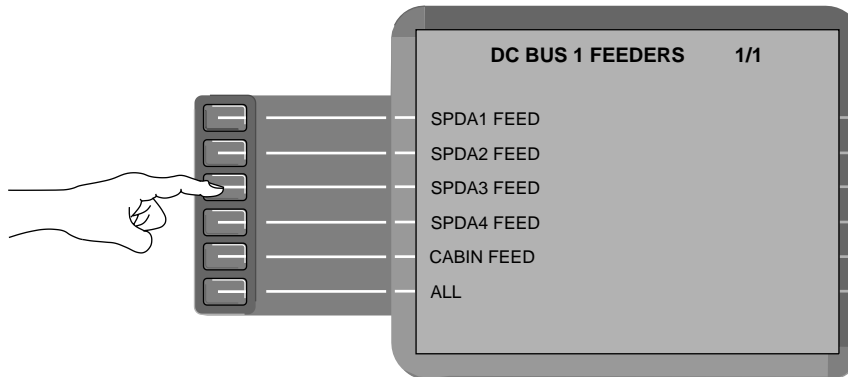 DC BUS 1 FEEDERS 1/1
SPDA1 FEED
SPDA2 FEED
SPDA3 FEED
SPDA4 FEED
CABIN FEED
ALL